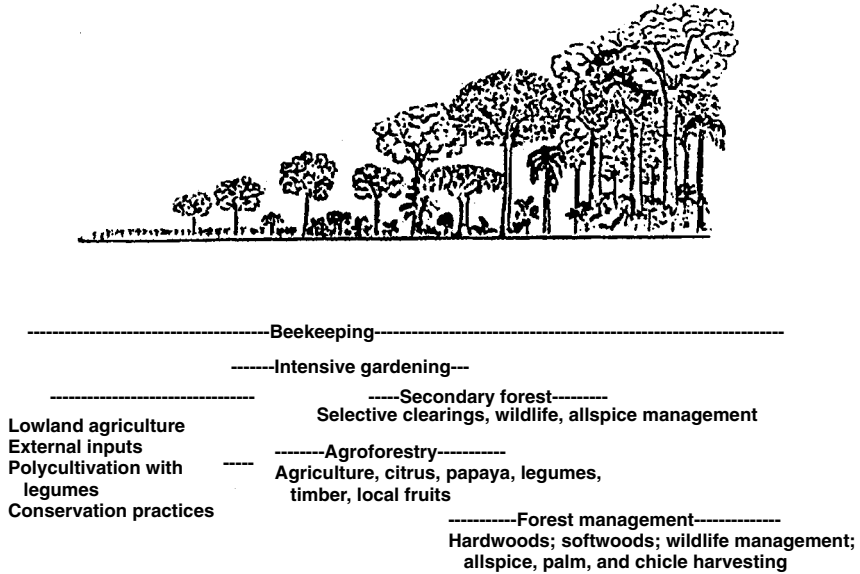 ------------------------------------------Beekeeping------------------------------------------------------------------
-------Intensive gardening---
----------------------------------
-----Secondary forest---------
Selective clearings, wildlife, allspice management
Lowland agriculture
External inputs
Polycultivation with
legumes
Conservation practices
-----
--------Agroforestry-----------
Agriculture, citrus, papaya, legumes,
timber, local fruits
-----------Forest management--------------
Hardwoods; softwoods; wildlife management;
allspice, palm, and chicle harvesting